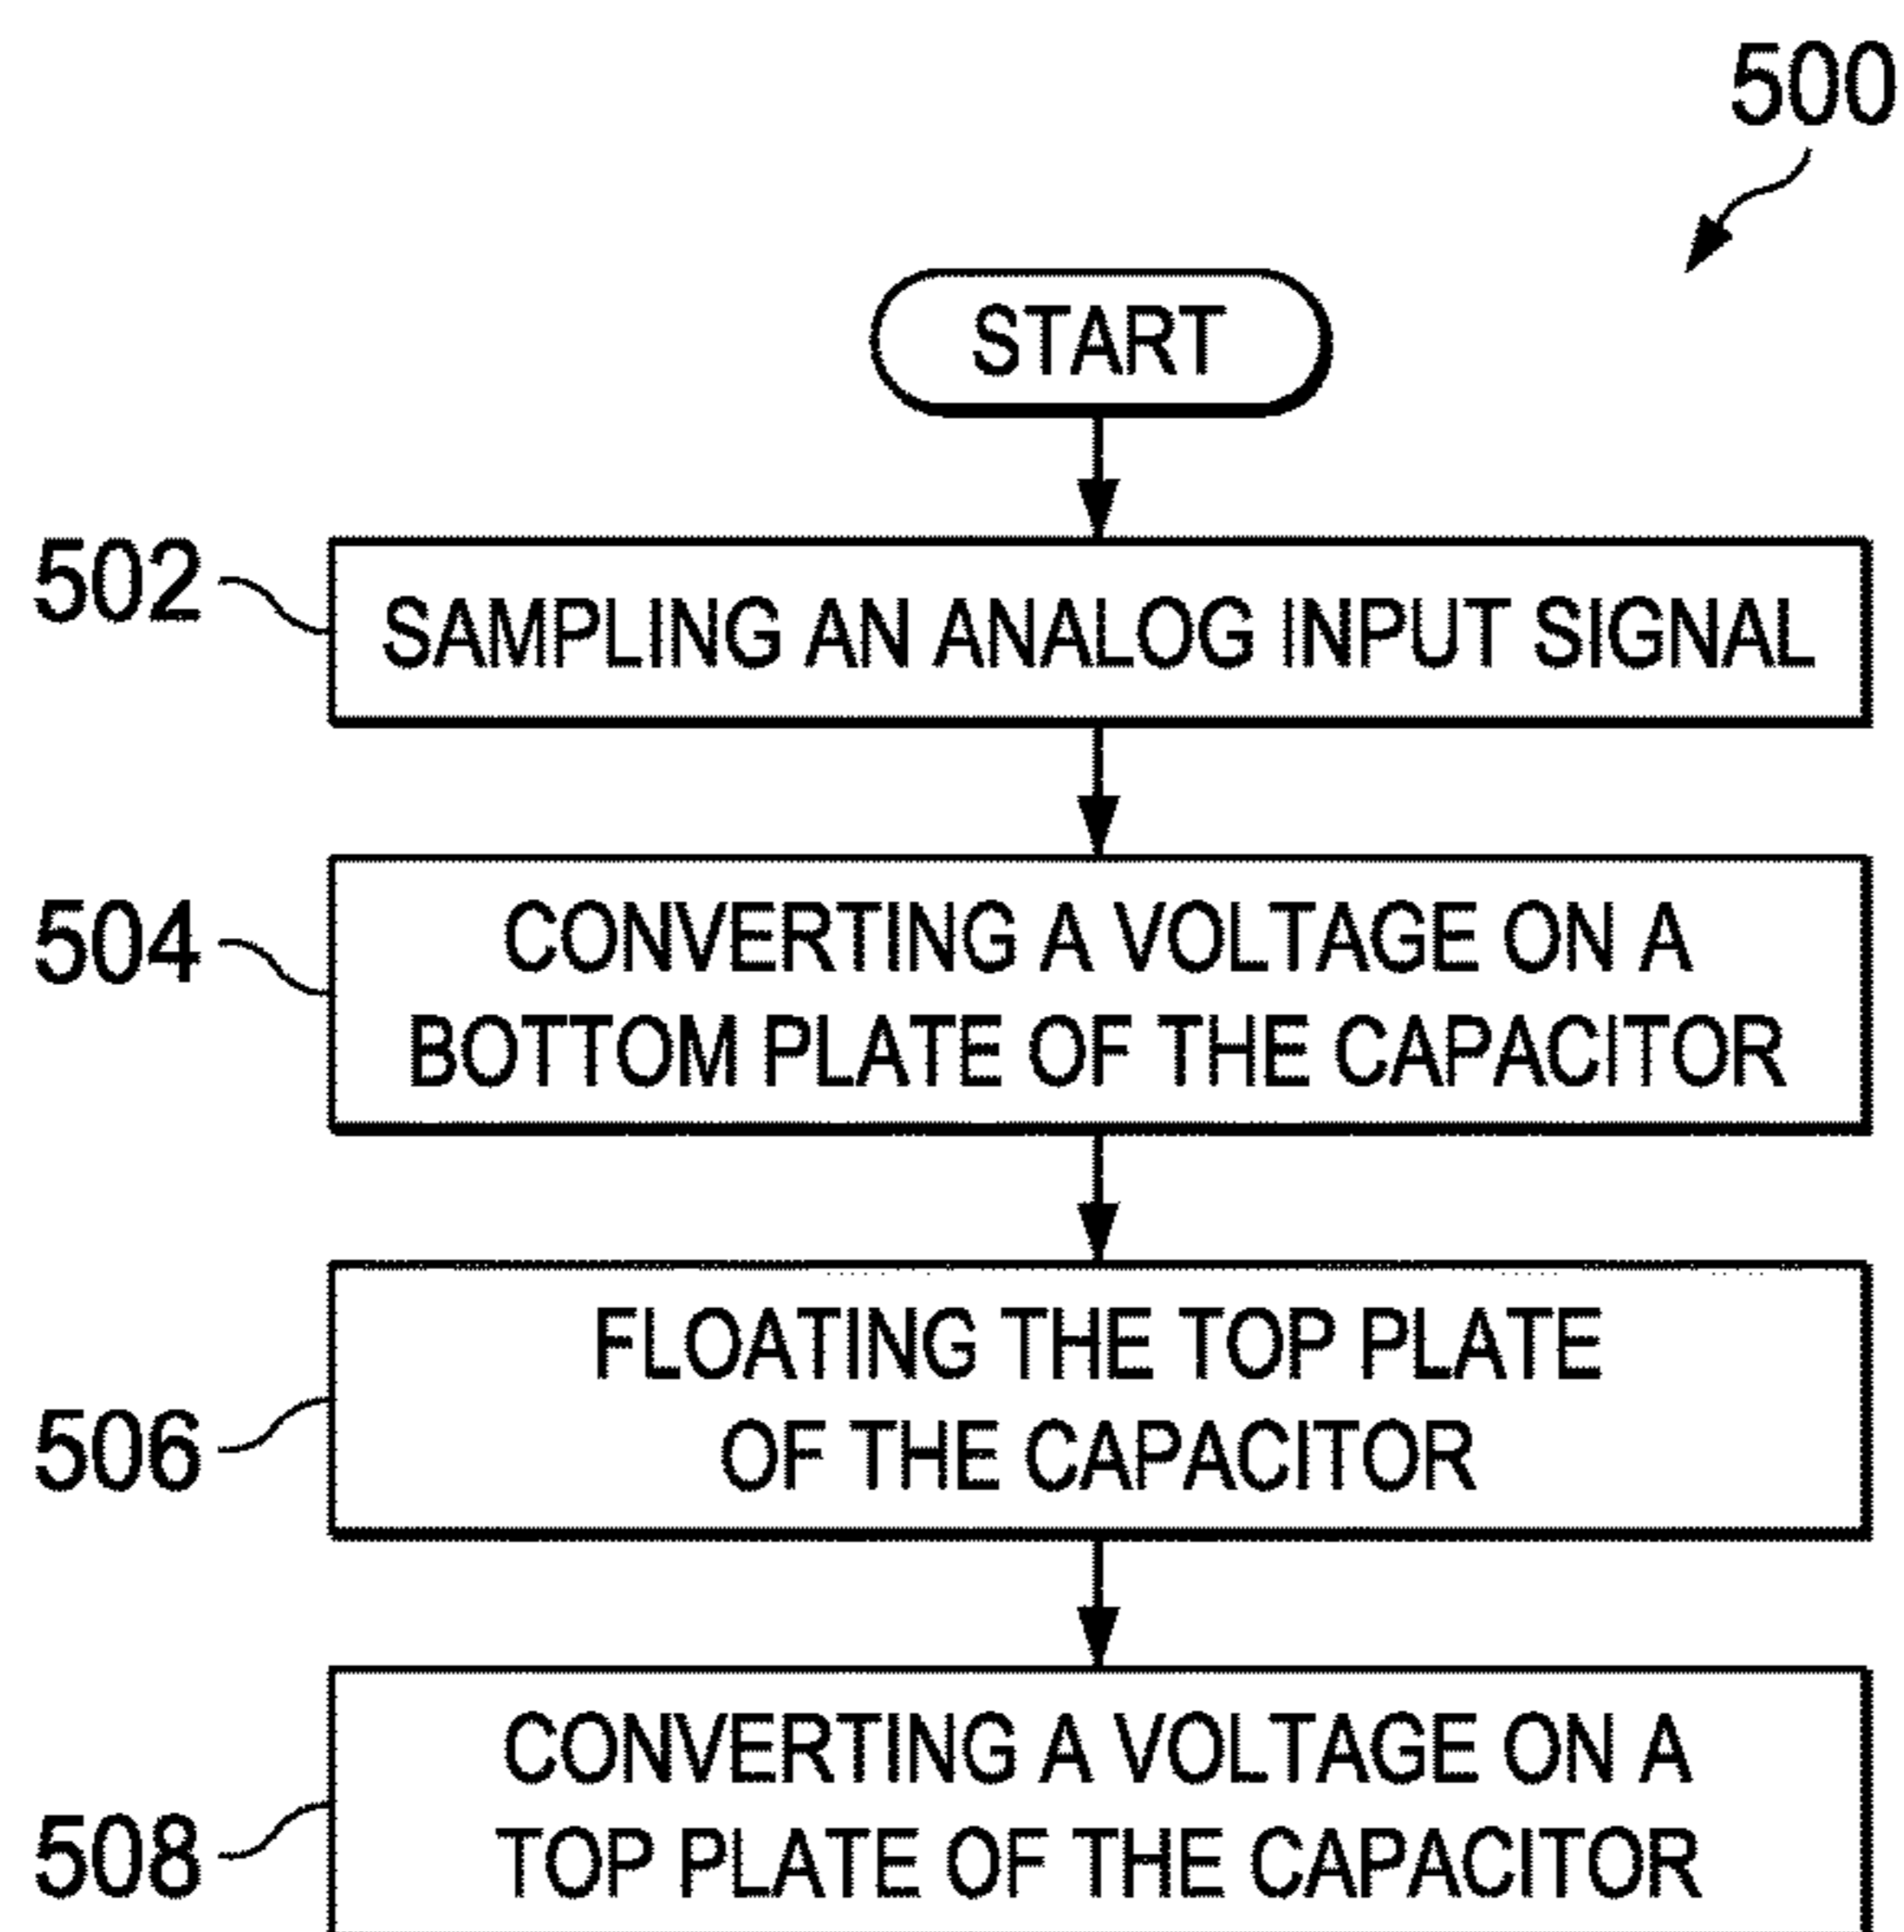 500
START
502
SAMPLING AN ANALOG INPUT SIGNAL
504
CONVERTING A VOLTAGE ON A
BOTTOM PLATE OF THE CAPACITOR
506
FLOATING THE TOP PLATE
OF THE CAPACITOR
508
CONVERTING A VOLTAGE ON A
TOP PLATE OF THE CAPACITOR